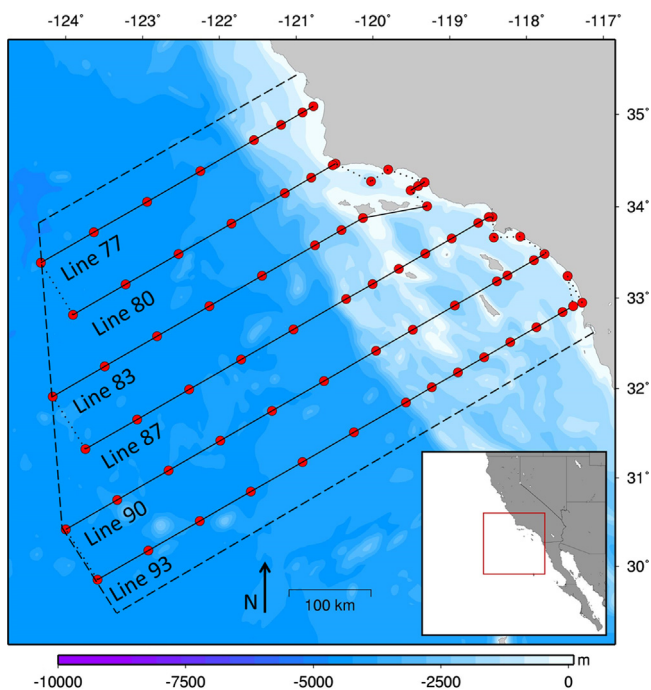 -124 -123 -122 -121 -120 -119 -118 -117
35°
34°
33°
32°
31°
30°
Line 77
Line 80
Line 83
Line 87
Line 90
Line 93
N
100 km
m
-10000 -7500 -5000 -2500 0